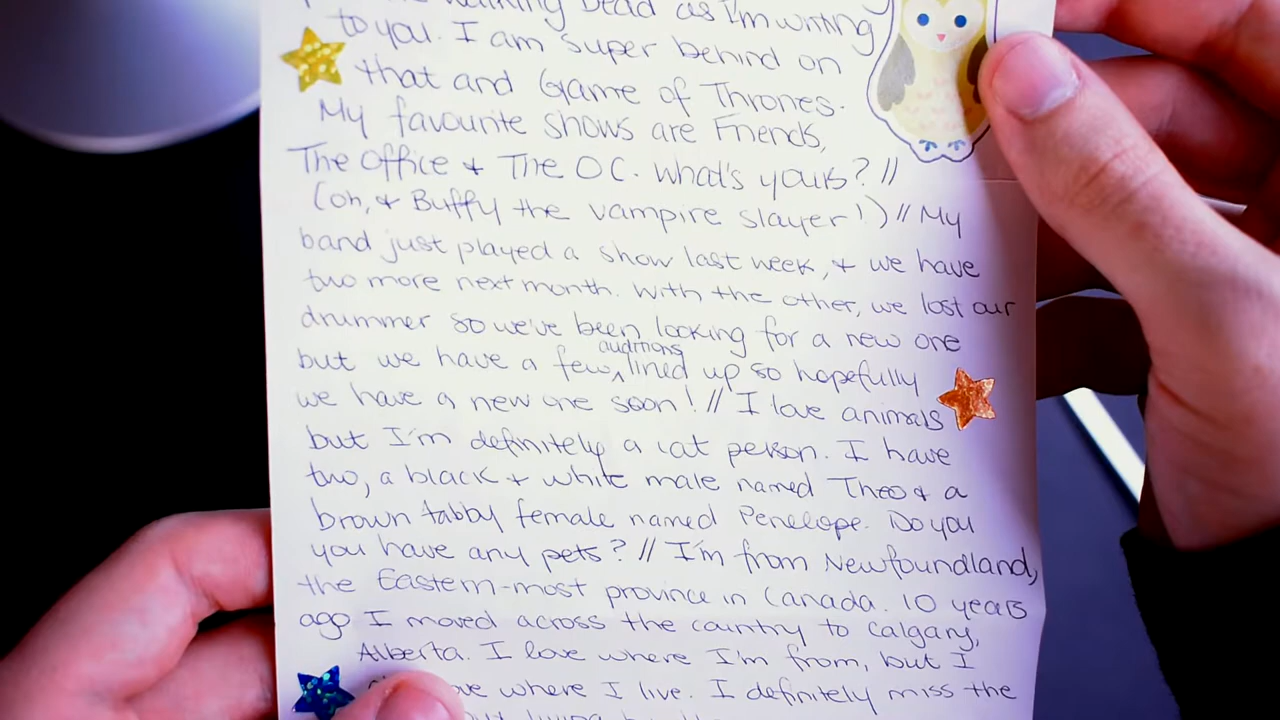 Walking Dead as I'm writing
to you. I am super behind on
that and Game of Thrones.
My favourite shows are Friends,
The Office & The OC. What's yours? //
(oh, & Buffy the vampire slayer!) // My
band just played a show last week, & we have
two more next month. With the other, we lost our
drummer so we've been looking for a new one
but we have a few auditions lined up so hopefully
we have a new one soon! // I love animals
but I'm definitely a cat person. I have
two, a black & white male named Theo & a
brown tabby female named Penelope. Do you
you have any pets? // I'm from Newfoundland,
the Eastern-most province in Canada. 10 years
ago I moved across the country to Calgary,
Alberta. I love where I'm from, but I
where I live. I definitely miss the